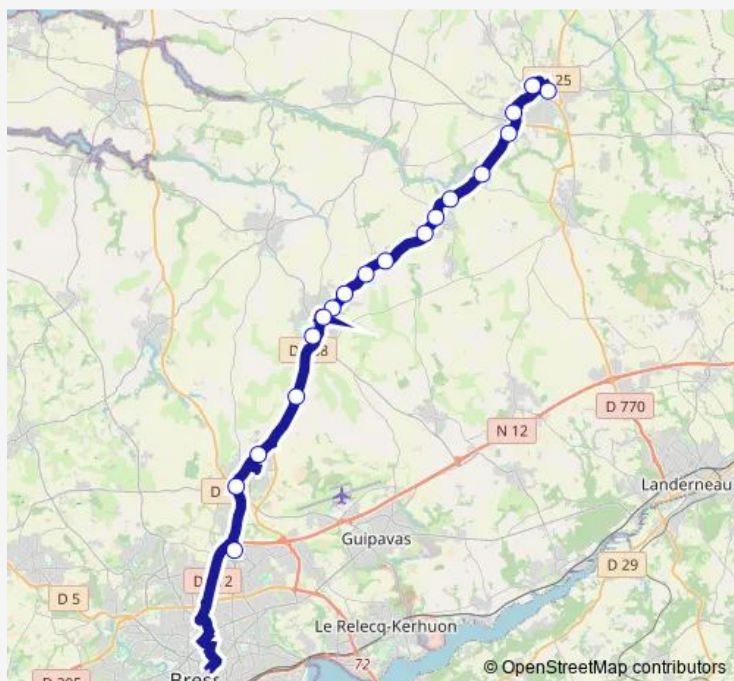 25
D 
N 12
D 770
D
Landerneau
Guipavas
D 5
D 29
Le Relecq-Kerhuon
72
© OpenStreetMap contributors